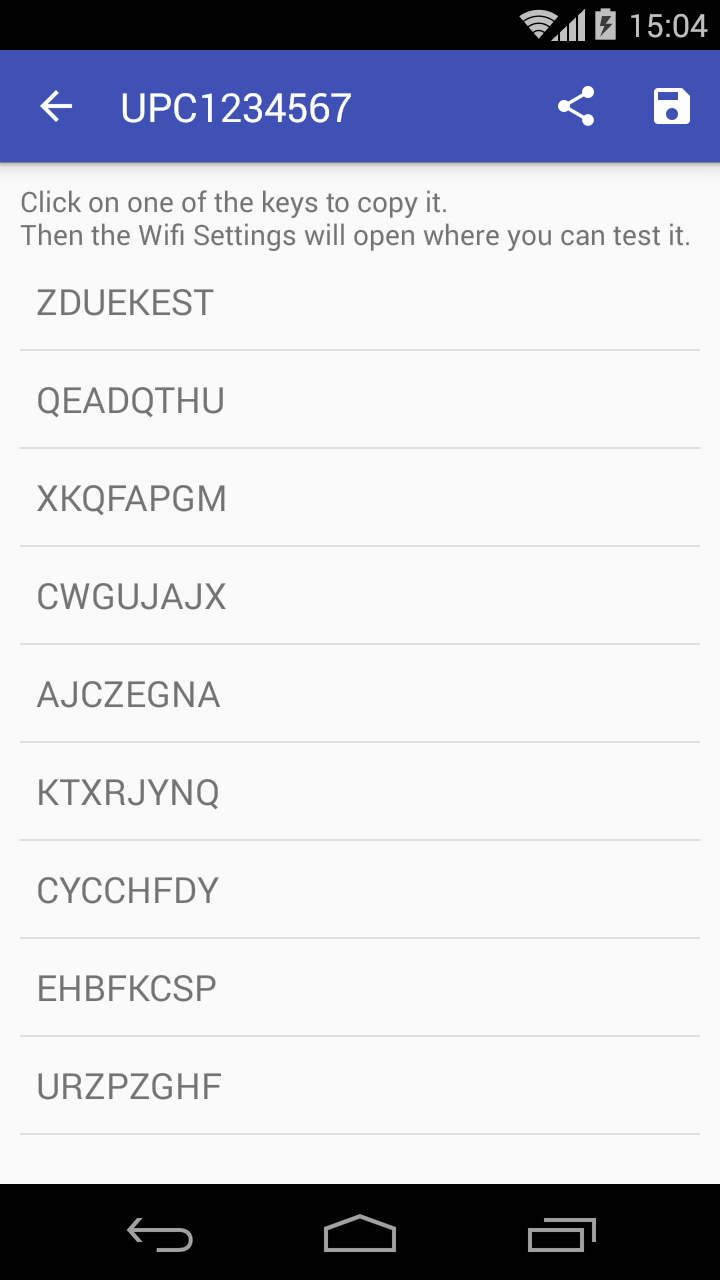 15:04
UPC1234567
Click on one of the keys to copy it.
Then the Wifi Settings will open where you can test it.
ZDUEKEST
QEADQTHU
XKQFAPGM
CWGUJAJX
AJCZEGNA
KTXRJYNQ
CYCCHFDY
EHBFKCSP
URZPZGHF